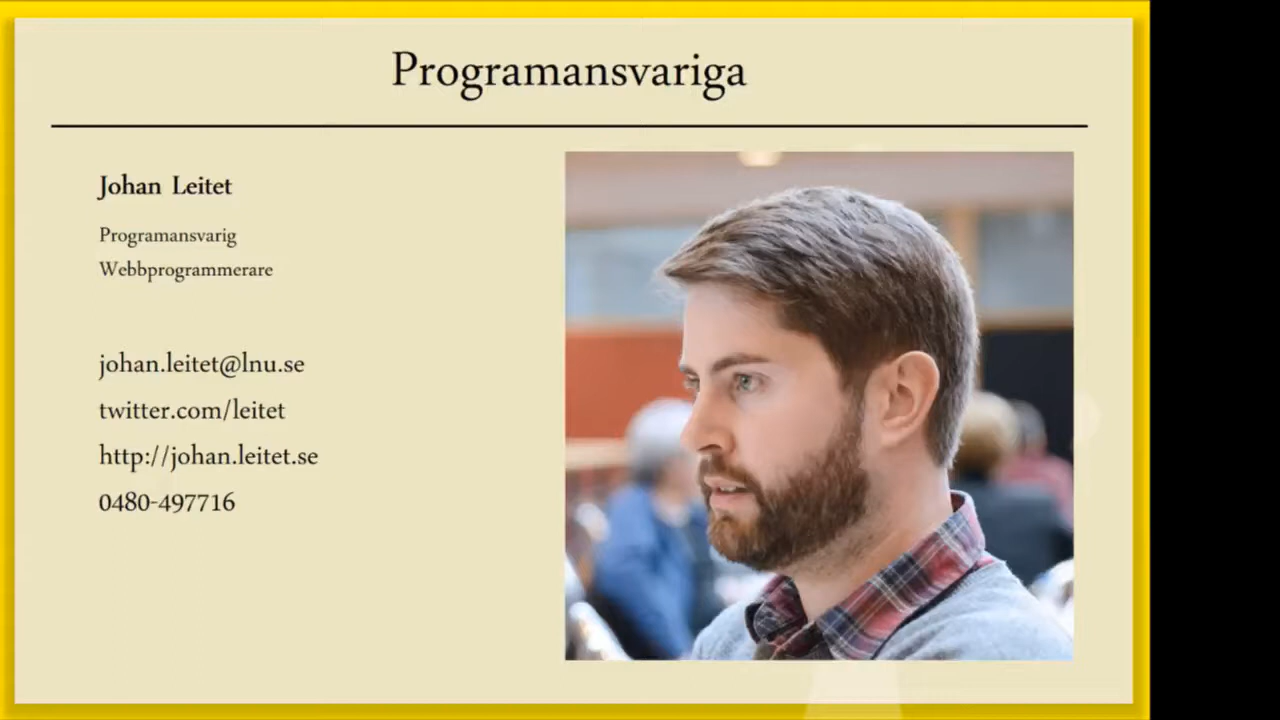 Programansvariga
Johan Leitet
Programansvarig
Webbprogrammerare
johan.leitet@lnu.se
twitter.com/leitet
http://johan.leitet.se
0480-497716